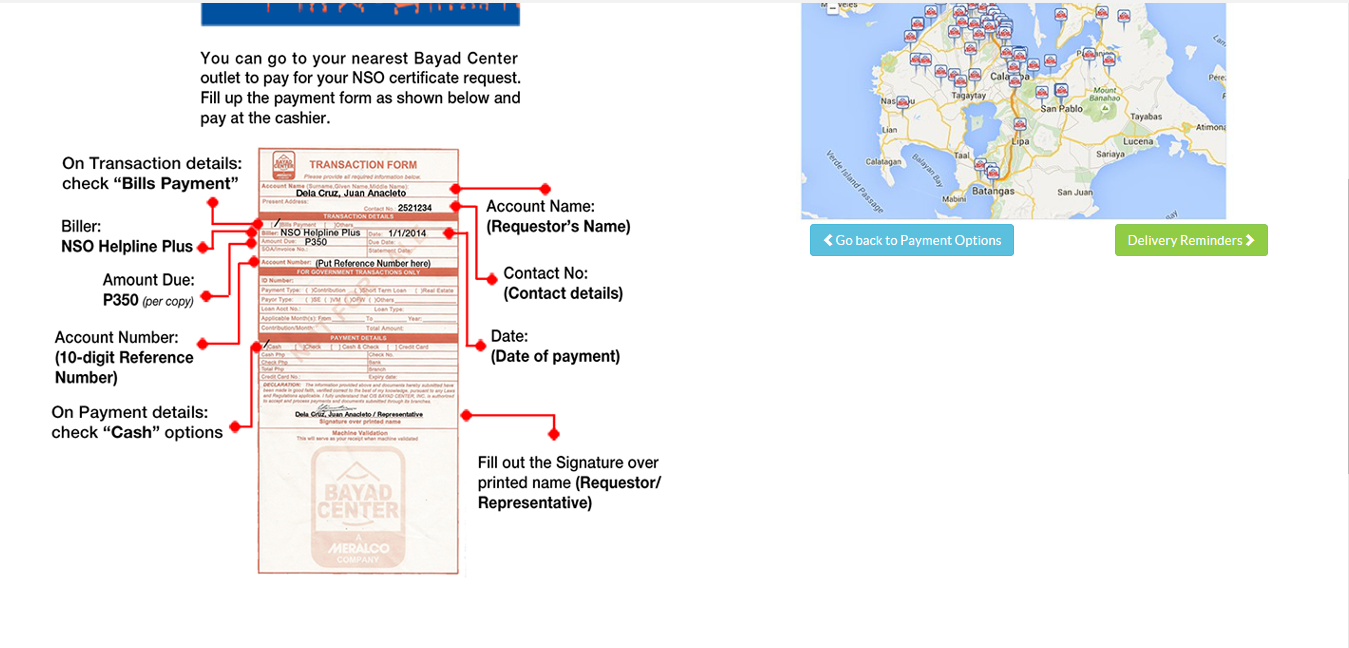 You can go to your nearest Bayad Center
outlet to pay for your NSO certificate request.
Fill up the payment form as shown below and
pay at the cashier.
On Transaction details:
check “Bills Payment”
Biller:
NSO Helpline Plus
Amount Due:
P350 (per copy)
Account Number:
(10-digit Reference
Number)
On Payment details:
check “Cash” options
BAYAD
CENTER
MERALCO
TRANSACTION FORM
Please provide all required information below.
Account Name (Surname,Given Name,Middle Name):
Dela Cruz, Juan Anacleto
Present Address:
Contact No.: 2521234
TRANSACTION DETAILS
( / )Bills Payment ( )Others
Biller: NSO Helpline Plus Date: 1/1/2014
Amount Due: P350 Due Date:
SOA/Invoice No.: Statement Date:
Account Number: (Put Reference Number here)
FOR GOVERNMENT TRANSACTIONS ONLY
ID Number:
Payment Type: ( )Contribution ( )Short Term Loan ( )Real Estate
Payor Type: ( )SE ( )VM ( )OFW ( )Others
Loan Acct No.: Loan Type:
Applicable Month(s): From To Year:
Contribution/Month: Total Amount:
PAYMENT DETAILS
( / )Cash ( )Check ( ) Cash & Check ( ) Credit Card
Cash Php Check No.
Check Php Bank
Total Php Branch
Credit Card No.: Expiry date:
DECLARATION: The information provided above and documents hereby submitted have
been made in good faith, verified correct to the best of my knowledge, pursuant to any Laws
and Regulations applicable. I fully understand that CIS BAYAD CENTER, INC. is authorized
to accept and process payments and documents submitted through its branches.
Dela Cruz, Juan Anacleto / Representative
Signature over printed name
Machine Validation
This will serve as your receipt when machine validated
BAYAD
CENTER
A
MERALCO
COMPANY
Account Name:
(Requestor’s Name)
Contact No:
(Contact details)
Date:
(Date of payment)
Fill out the Signature over
printed name (Requestor/
Representative)
Tagaytay
Mount
Banahaw
San Pablo
Tayabas
Lian
Lipa
Lucena
Taal
Sariaya
Calatagan
Balayan Bay
Verde Island Passage
Batangas
San Juan
Mabini
Go back to Payment Options
Delivery Reminders